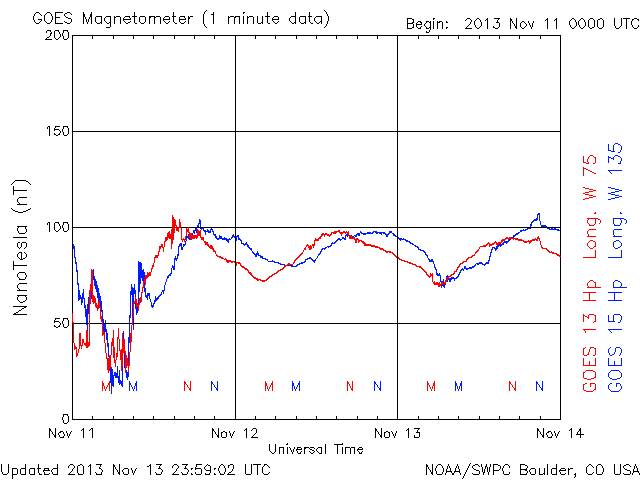 GOES Magnetometer (1 minute data)
Begin: 2013 Nov 11 0000 UTC
200
150
100
50
0
NanoTesla (nT)
M M N N M M N N M M N N
Nov 11 Nov 12 Nov 13 Nov 14
Universal Time
GOES 13 Hp Long. W 75
GOES 15 Hp Long. W 135
Updated 2013 Nov 13 23:59:02 UTC
NOAA/SWPC Boulder, CO USA